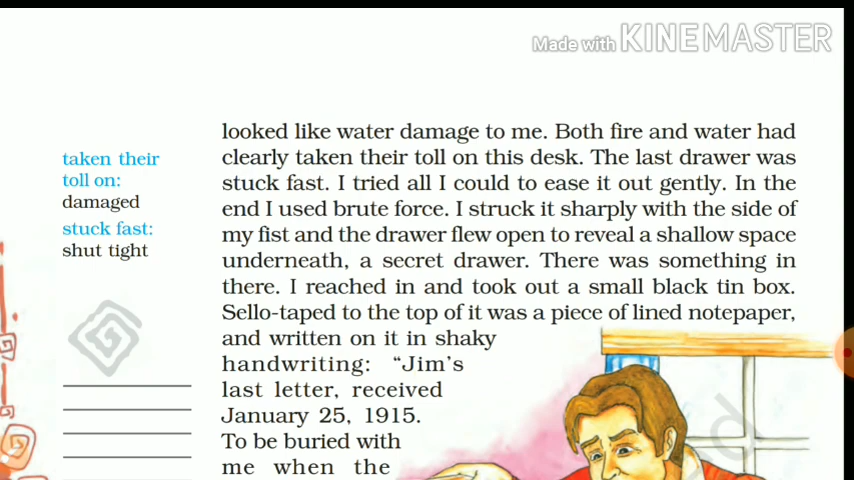 Made with KINEMASTER
looked like water damage to me. Both fire and water had
clearly taken their toll on this desk. The last drawer was
stuck fast. I tried all I could to ease it out gently. In the
end I used brute force. I struck it sharply with the side of
my fist and the drawer flew open to reveal a shallow space
underneath, a secret drawer. There was something in
there. I reached in and took out a small black tin box.
Sello-taped to the top of it was a piece of lined notepaper,
and written on it in shaky
handwriting: “Jim's
last letter, received
January 25, 1915.
To be buried with
me when the
taken their
toll on:
damaged
stuck fast:
shut tight